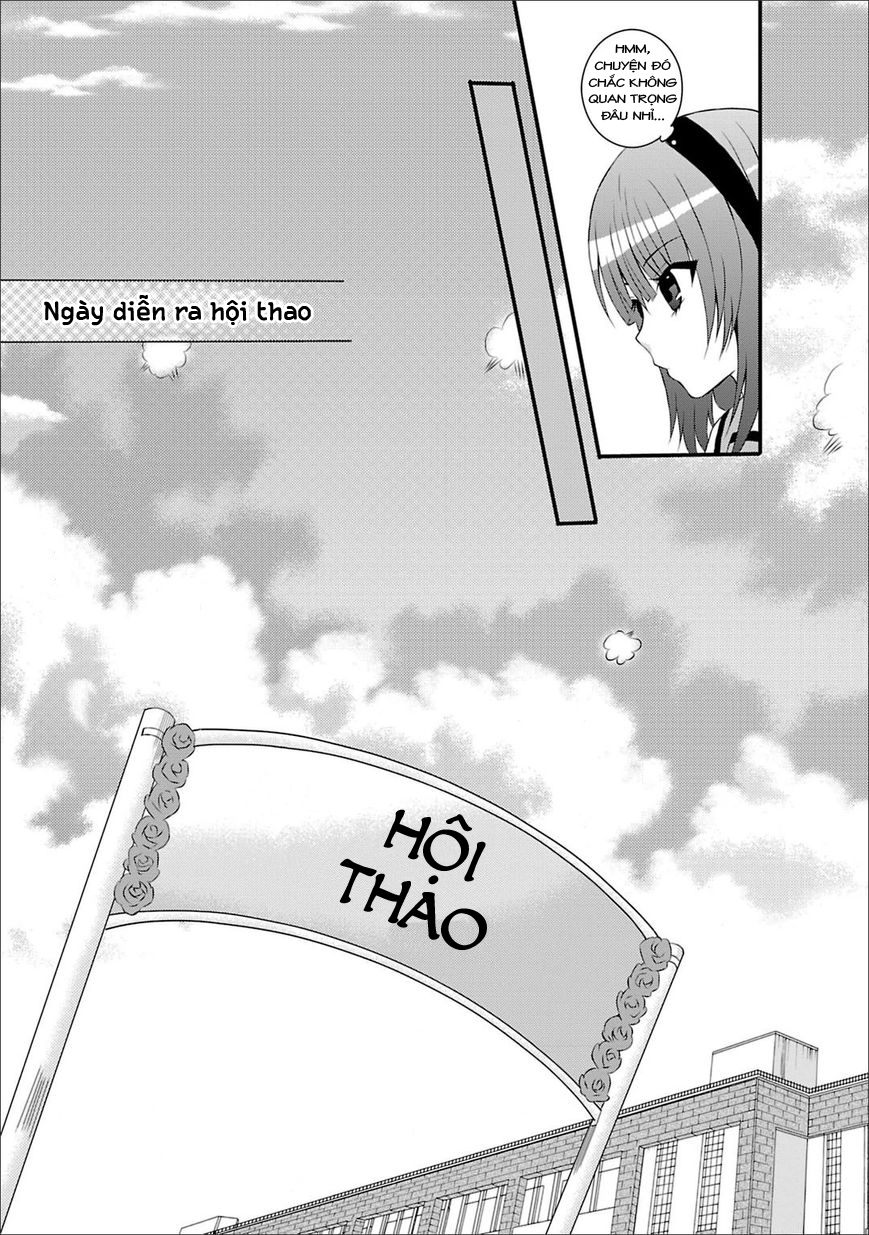 HMM,
CHUYỆN ĐÓ
CHẮC KHÔNG
QUAN TRỌNG
ĐÂU NHỈ...
Ngày diễn ra hội thao
HỘI
THAO